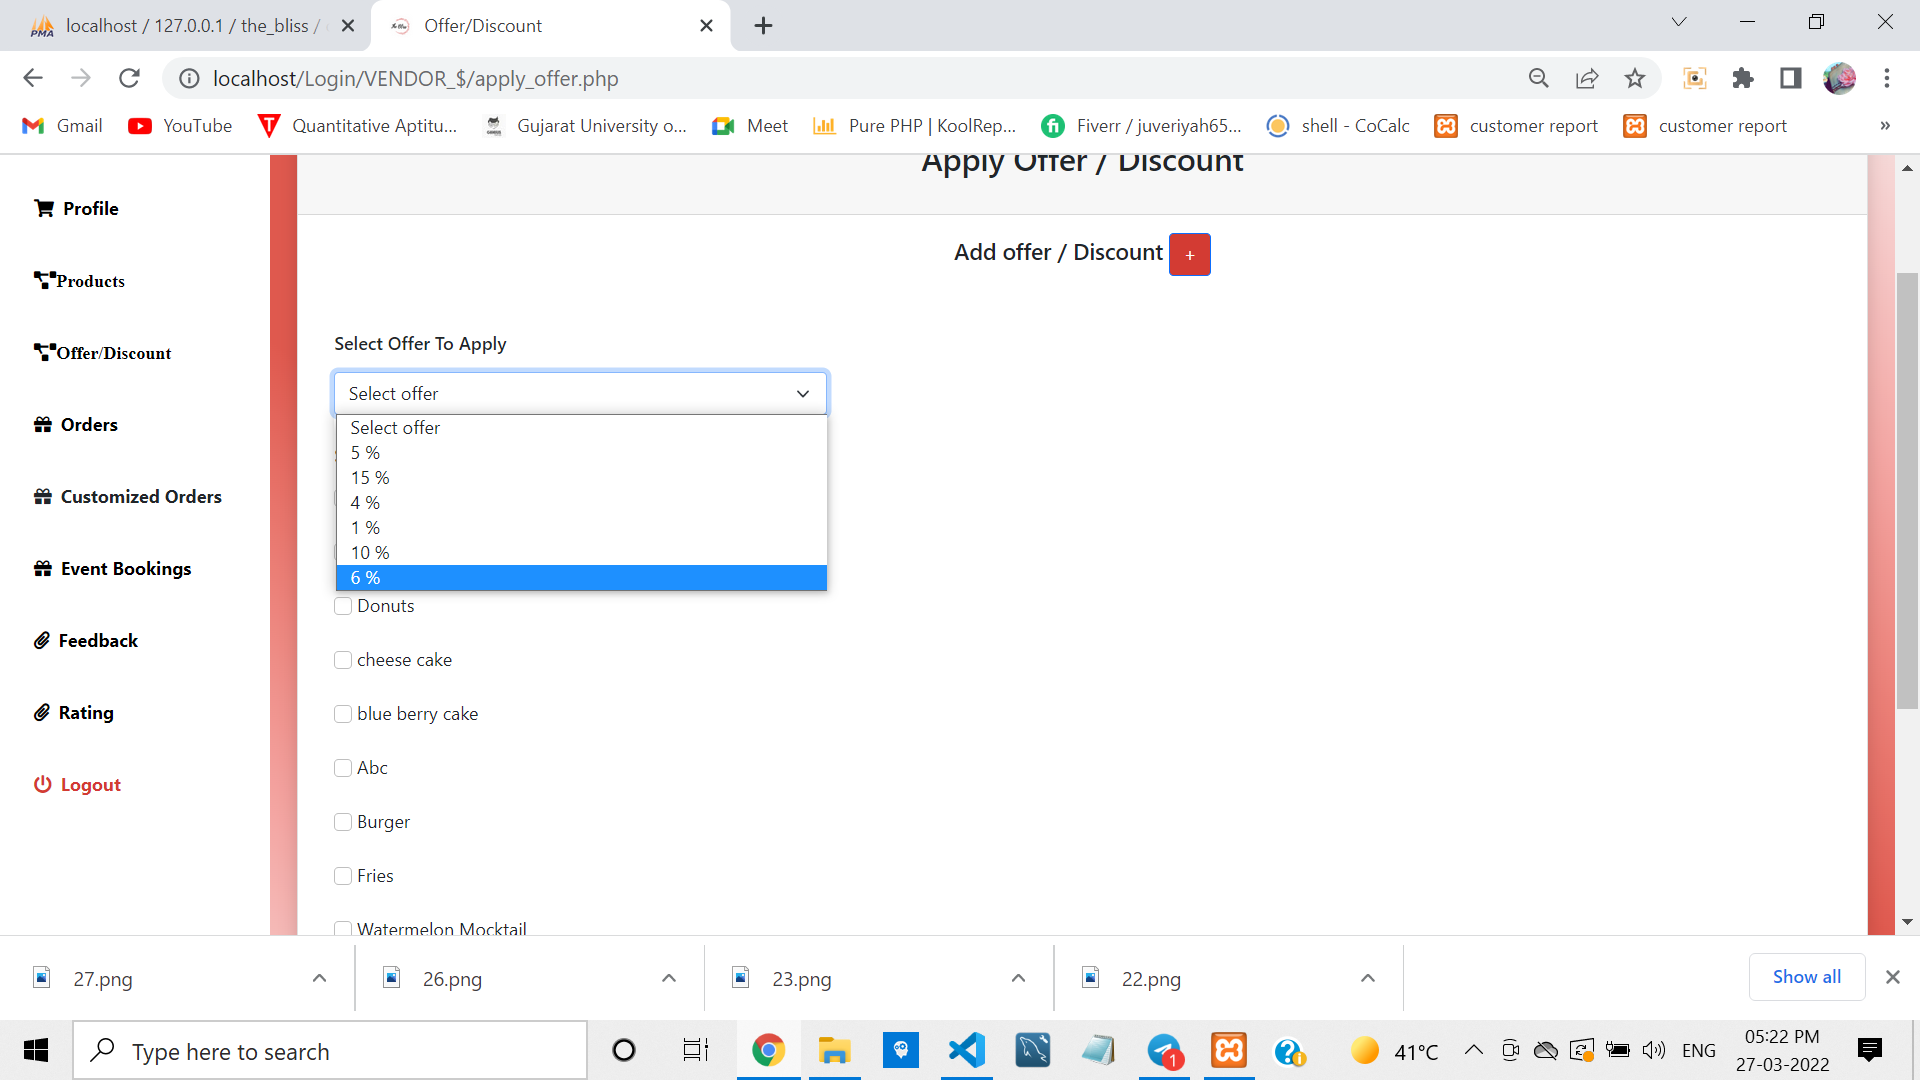 localhost / 127.0.0.1 / the_bliss /
Offer/Discount
localhost/Login/VENDOR_$/apply_offer.php
Gmail
YouTube
Quantitative Aptitu...
Gujarat University o...
Meet
Pure PHP | KoolRep...
Fiverr / juveriyah65...
shell - CoCalc
customer report
customer report
»
Apply Offer / Discount
Profile
Products
Offer/Discount
Orders
Customized Orders
Event Bookings
Feedback
Rating
Logout
Add offer / Discount +
Select Offer To Apply
Select offer
Select offer
5 %
15 %
4 %
1 %
10 %
6 %
Donuts
cheese cake
blue berry cake
Abc
Burger
Fries
Watermelon Mocktail
27.png
26.png
23.png
22.png
Show all
Type here to search
1
41°C
ENG
05:22 PM
27-03-2022